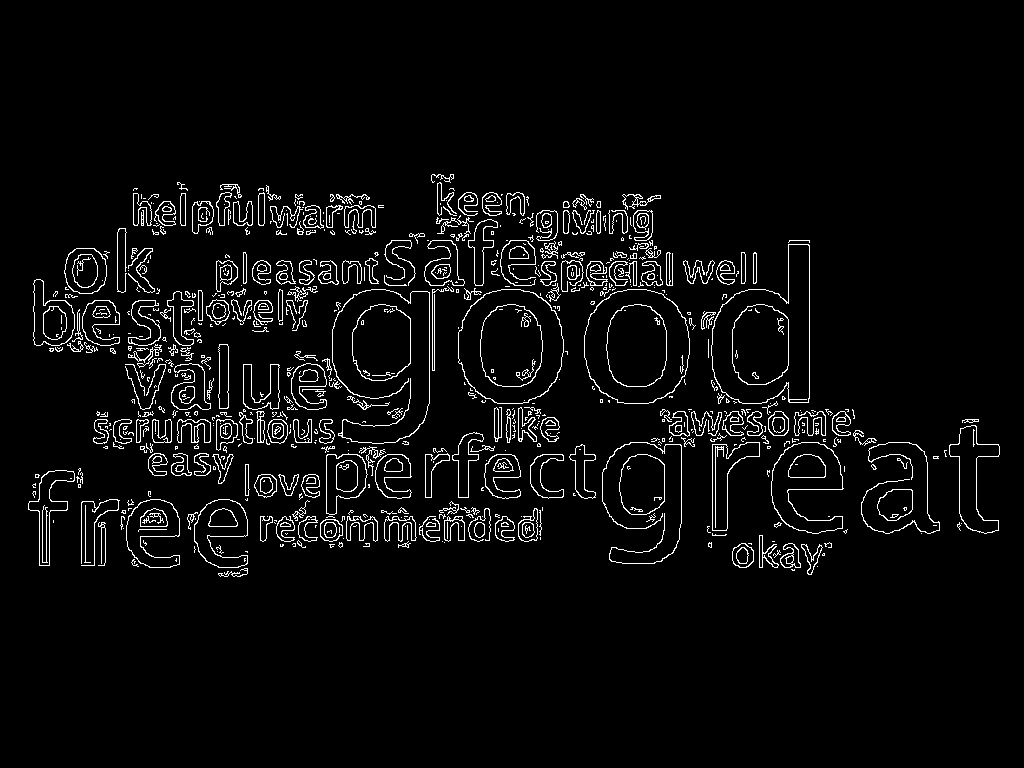 helpful warm keen giving
ok pleasant safe special well
best lovely good
value
scrumptious like awesome
easy love perfect great
free recommended
okay